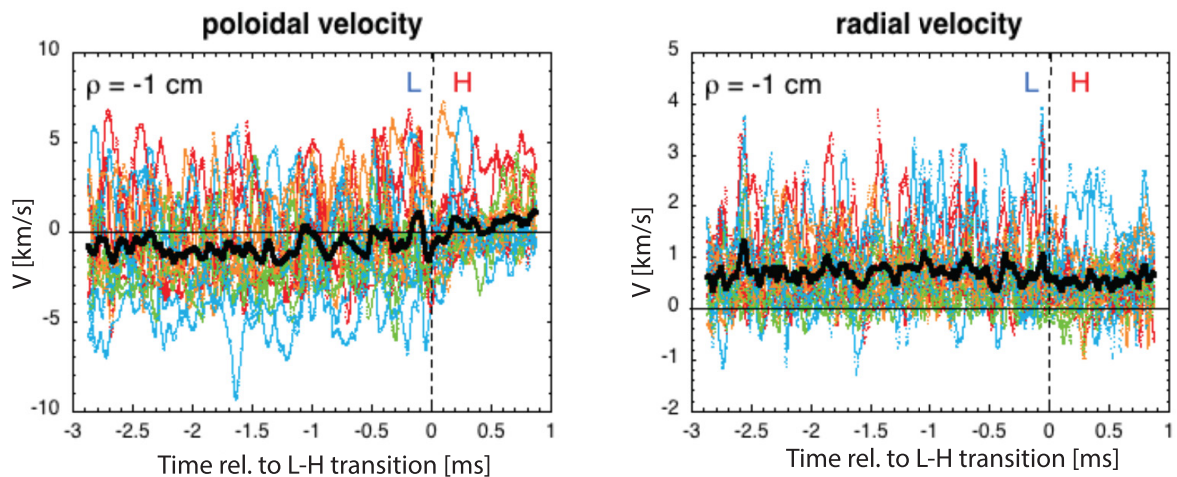 poloidal velocity
10
5
0
-5
-10
V [km/s]
ρ = -1 cm
L
H
-3
-2.5
-2
-1.5
-1
-0.5
0
0.5
1
Time rel. to L-H transition [ms]
radial velocity
5
4
3
2
1
0
-1
-2
V [km/s]
ρ = -1 cm
L
H
-3
-2.5
-2
-1.5
-1
-0.5
0
0.5
1
Time rel. to L-H transition [ms]